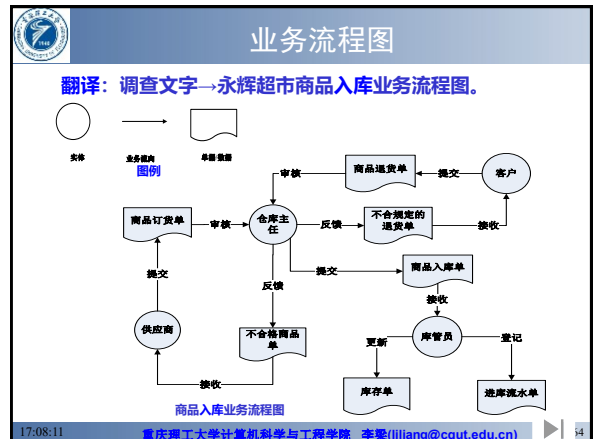 业务流程图
翻译：调查文字→永辉超市商品入库业务流程图。
实体
业务流向
单据/数据
图例
商品退货单
提交
客户
审核
商品订货单
审核
仓库主任
反馈
不合规定的退货单
接收
提交
商品入库单
提交
反馈
接收
供应商
不合格商品单
更新
库管员
登记
接收
库存单
进库流水单
商品入库业务流程图
17:08:11
重庆理工大学计算机科学与工程学院 李梁(liliang@cqut.edu.cn)
64